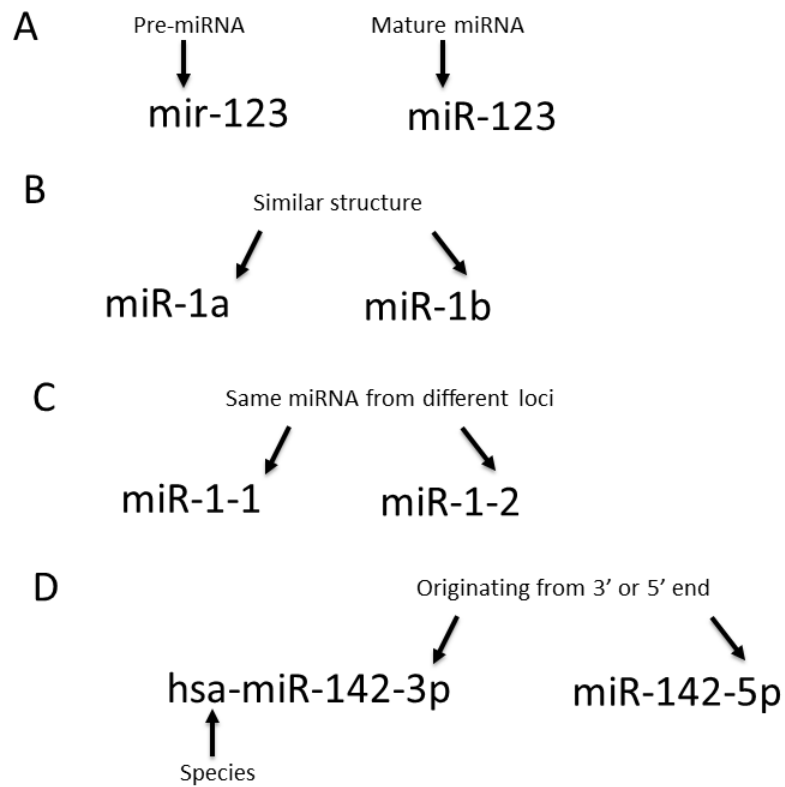 A
Pre-miRNA Mature miRNA
mir-123 miR-123
B
Similar structure
miR-1a miR-1b
C
Same miRNA from different loci
miR-1-1 miR-1-2
D
Originating from 3’ or 5’ end
hsa-miR-142-3p miR-142-5p
Species